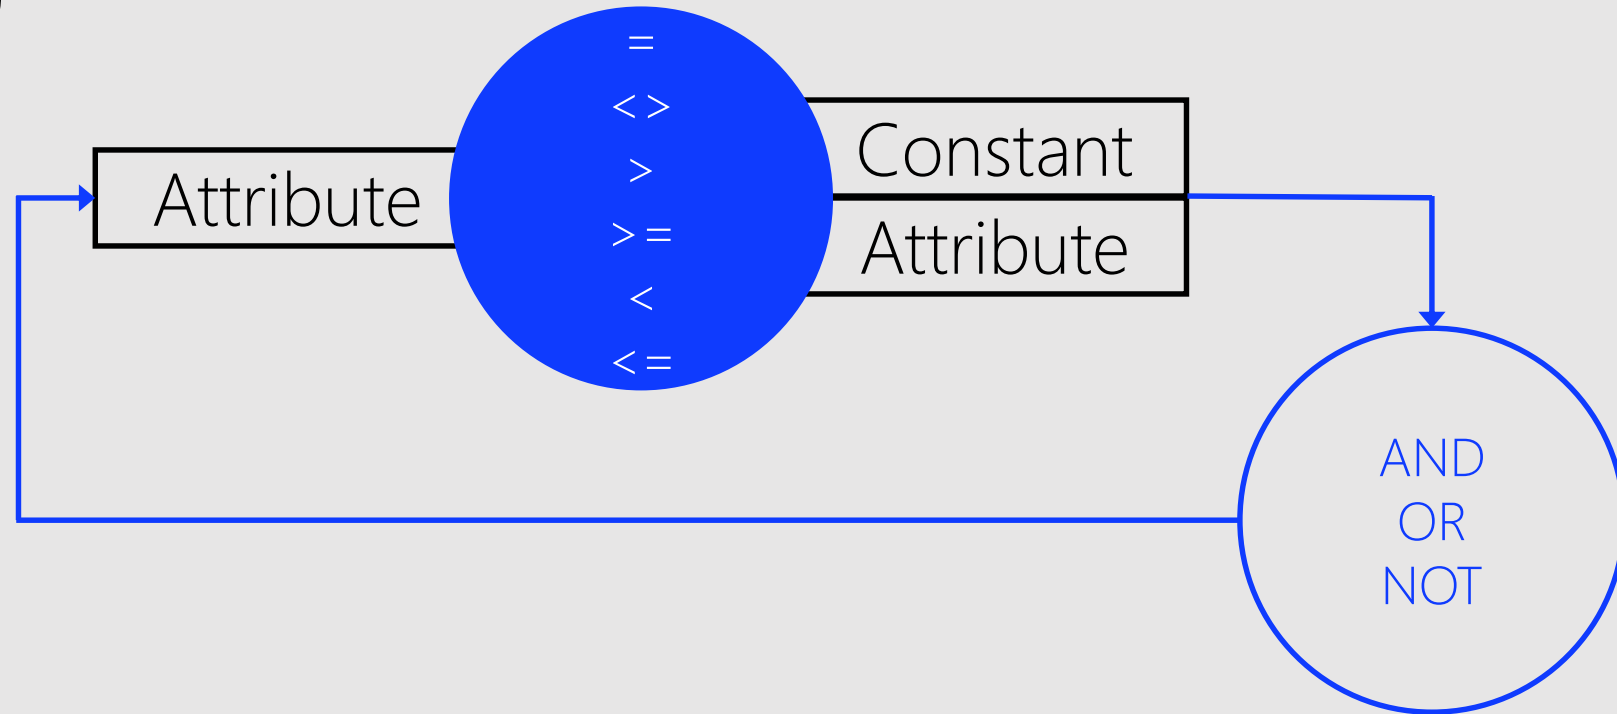 Attribute
=
<>
>
>=
<
<=
Constant
Attribute
AND
OR
NOT